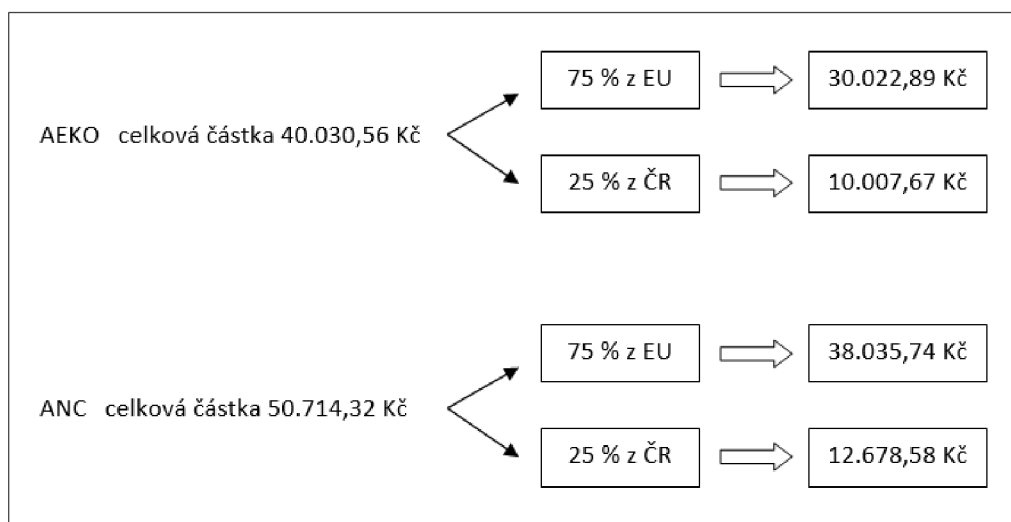 75 % z EU
30.022,89 Kč
AEKO celková částka 40.030,56 Kč
25 % z ČR
10.007,67 Kč
75 % z EU
38.035,74 Kč
ANC celková částka 50.714,32 Kč
25 % z ČR
12.678,58 Kč